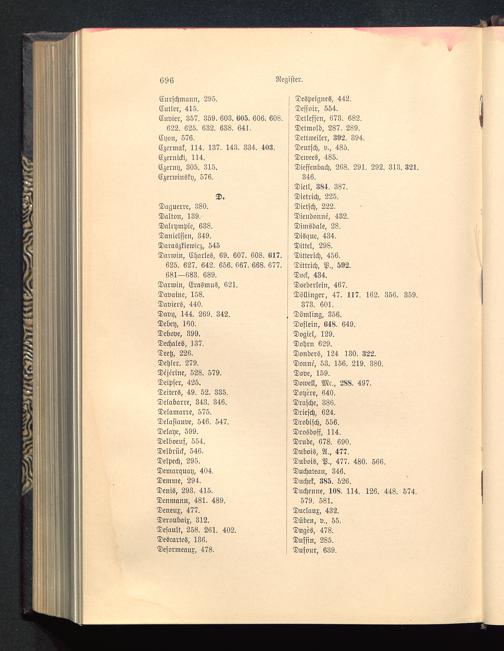 696
Register.
Curschmann, 295.
Cutler, 415.
Cuvier, 357. 359. 603. 605. 606. 608.
622. 625. 632. 638. 641.
Cyon, 576.
Czermak, 114. 137. 143. 334. 403.
Czernicki, 114.
Czerny, 305. 315.
Czerwinsky, 576.
D.
Daguerre, 380.
Dalton, 139.
Dalrymple, 638.
Danielssen, 349.
Daraszkiewicz, 545
Darwin, Charles, 69. 607. 608. 617.
625. 627. 642. 656. 667. 668. 677.
681—683. 689.
Darwin, Erasmus, 621.
Davaine, 158.
Daviers, 440.
Davy, 144. 269. 342.
Debey, 160.
Debove, 399.
Dechales, 137.
Deetz, 226.
Dehler. 279.
Déjérine, 528. 579.
Deipser, 425.
Deiters, 49. 52. 335.
Delabarre, 343. 346.
Delamarre, 575.
Delasiauve, 546. 547.
Delaye, 599.
Delboeuf, 554.
Delbrück, 546.
Delpech, 295.
Demarquay, 404.
Demme, 294.
Denis, 293. 415.
Denmann, 481. 489.
Deneux, 477.
Deroubaix, 312.
Desault, 258. 261. 402.
Descartes, 136.
Desormeaux, 478.
Despeignes, 442.
Dessoir, 554.
Detlefsen, 673. 682.
Detmold, 287. 289.
Dettweiler, 392. 394.
Deutsch, v., 485.
Dewees, 485.
Dieffenbach, 268. 291. 292. 313. 321.
346.
Dietl, 384. 387.
Dietrich, 225.
Dietsch, 222.
Dieudonné, 432.
Dimsdale, 28.
Disque, 434.
Dittel, 298.
Ditterich, 456.
Dittrich, P., 592.
Dock, 434.
Doederlein, 467.
Döllinger, 47. 117. 162. 356. 359.
373. 601.
Dömling, 356.
Doflein, 648. 649.
Dogiel, 129.
Dohrn 629.
Donders, 124 130. 322.
Donné, 53. 156. 219. 380.
Dove, 159.
Dowell, Mc., 288. 497.
Doyère, 640.
Drasche, 386.
Driesch, 624.
Drobisch, 556.
Drosdoff, 114.
Drude, 678. 690.
Dubois, A., 477.
Dubois, P., 477. 480. 566.
Duchateau, 346.
Duchek, 385. 526.
Duchenne, 108. 114. 126. 448. 574.
579. 581.
Duclaux, 432.
Düben, v., 55.
Dugès, 478.
Duffin, 285.
Dufour, 639.